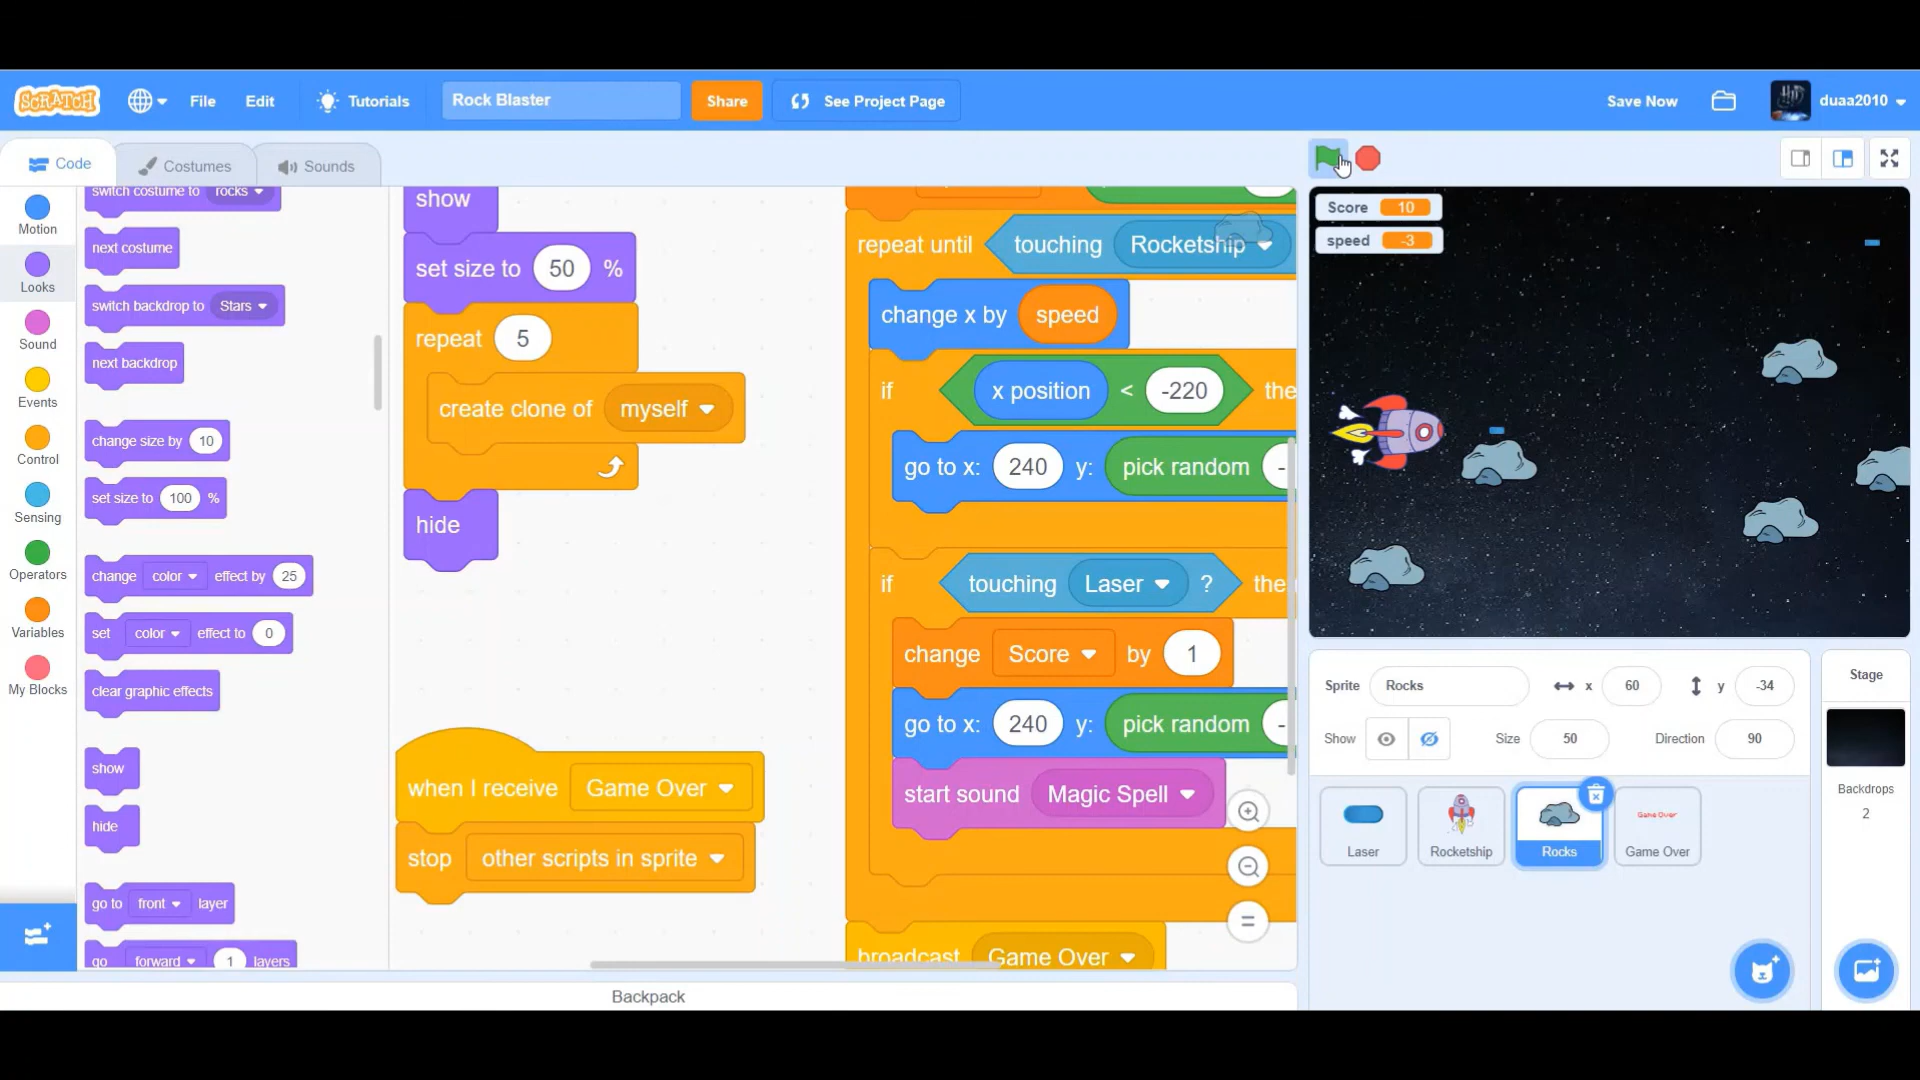 SCRATCH File Edit Tutorials Rock Blaster Share See Project Page Save Now duaa2010
Code Costumes Sounds
Motion
Looks
Sound
Events
Control
Sensing
Operators
Variables
My Blocks
switch costume to rocks
next costume
switch backdrop to Stars
next backdrop
change size by 10
set size to 100 %
change color effect by 25
set color effect to 0
clear graphic effects
show
hide
go to front layer
go forward 1 layers
show
set size to 50 %
repeat 5
create clone of myself
hide
when I receive Game Over
stop other scripts in sprite
repeat until touching Rocketship
change x by speed
if x position < -220 the
go to x: 240 y: pick random -
if touching Laser ? the
change Score by 1
go to x: 240 y: pick random -
start sound Magic Spell
broadcast Game Over
Backpack
Score 10
speed -3
Sprite Rocks x 60 y -34
Show Size 50 Direction 90
Laser Rocketship Rocks Game Over
Game Over
Stage
Backdrops
2